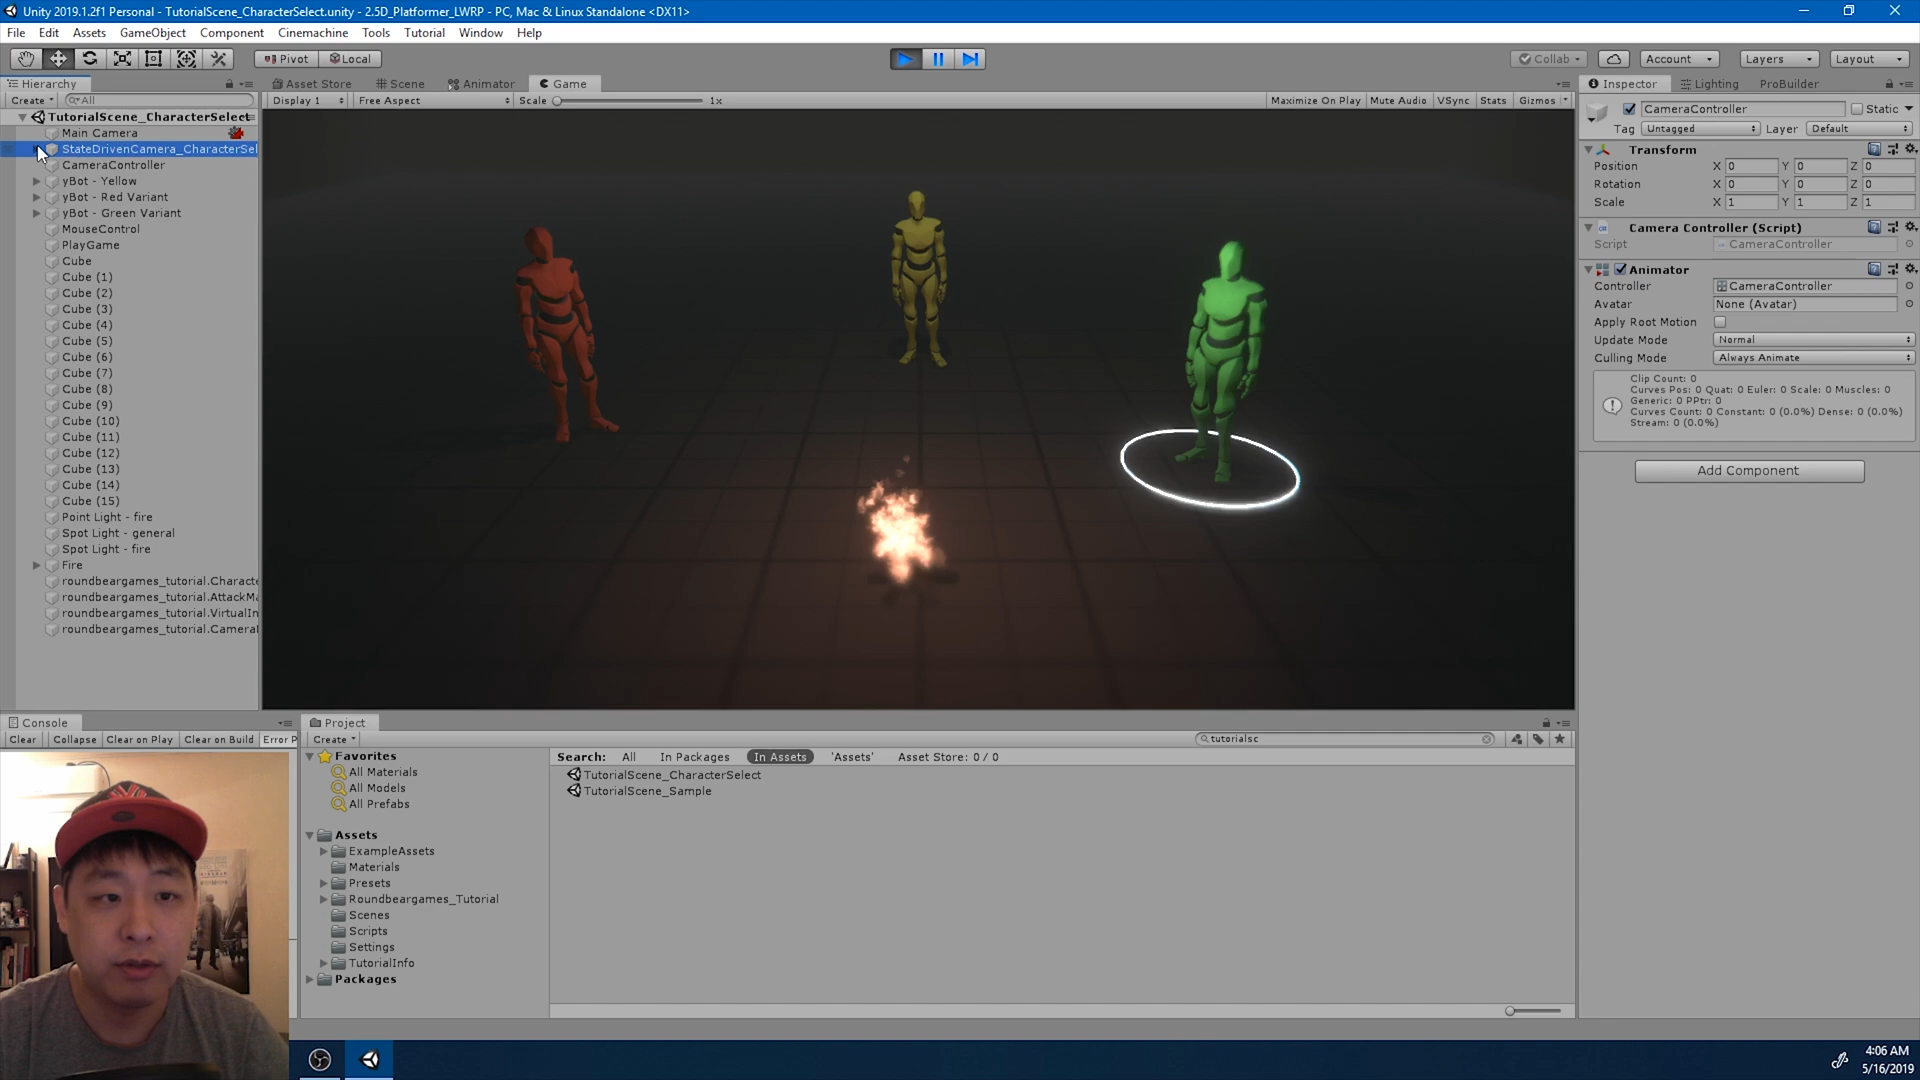 Unity 2019.1.2f1 Personal - TutorialScene_CharacterSelect.unity - 2.5D_Platformer_LWRP - PC, Mac & Linux Standalone <DX11>
File Edit Assets GameObject Component Cinemachine Tools Tutorial Window Help
Pivot Local Collab Account Layers Layout
Hierarchy Asset Store Scene Animator Game Inspector Lighting ProBuilder
Create All Display 1 Free Aspect Scale 1x Maximize On Play Mute Audio VSync Stats Gizmos
TutorialScene_CharacterSelect
Main Camera
StateDrivenCamera_CharacterSel
CameraController
yBot - Yellow
yBot - Red Variant
yBot - Green Variant
MouseControl
PlayGame
Cube
Cube (1)
Cube (2)
Cube (3)
Cube (4)
Cube (5)
Cube (6)
Cube (7)
Cube (8)
Cube (9)
Cube (10)
Cube (11)
Cube (12)
Cube (13)
Cube (14)
Cube (15)
Point Light - fire
Spot Light - general
Spot Light - fire
Fire
roundbeargames_tutorial.Characte
roundbeargames_tutorial.AttackMa
roundbeargames_tutorial.VirtualIn
roundbeargames_tutorial.Camera
CameraController Static
Tag Untagged Layer Default
Transform
Position X 0 Y 0 Z 0
Rotation X 0 Y 0 Z 0
Scale X 1 Y 1 Z 1
Camera Controller (Script)
Script CameraController
Animator
Controller CameraController
Avatar None (Avatar)
Apply Root Motion
Update Mode Normal
Culling Mode Always Animate
Clip Count: 0
Curves Pos: 0 Quat: 0 Euler: 0 Scale: 0 Muscles: 0
Generic: 0 PPtr: 0
Curves Count: 0 Constant: 0 (0.0%) Dense: 0 (0.0%)
Stream: 0 (0.0%)
Add Component
Console Project
Clear Collapse Clear on Play Clear on Build Error P Create tutorialsc
Favorites
All Materials
All Models
All Prefabs
Assets
ExampleAssets
Materials
Presets
Roundbeargames_Tutorial
Scenes
Scripts
Settings
TutorialInfo
Packages
Search: All In Packages In Assets 'Assets' Asset Store: 0 / 0
TutorialScene_CharacterSelect
TutorialScene_Sample
4:06 AM
5/16/2019